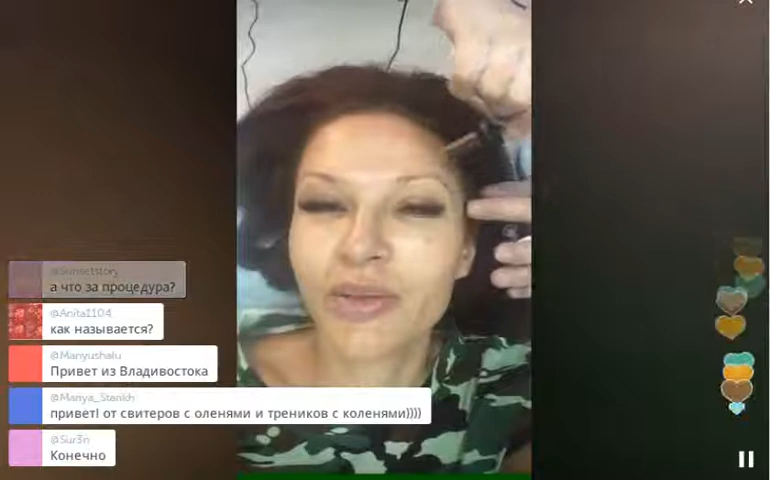 @Sunsetstory
а что за процедура?
@Anita1104
как называется?
@Manyushalu
Привет из Владивостока
@Manya_Stanich
привет! от свитеров с оленями и треников с коленями))))
@Sur3n
Конечно